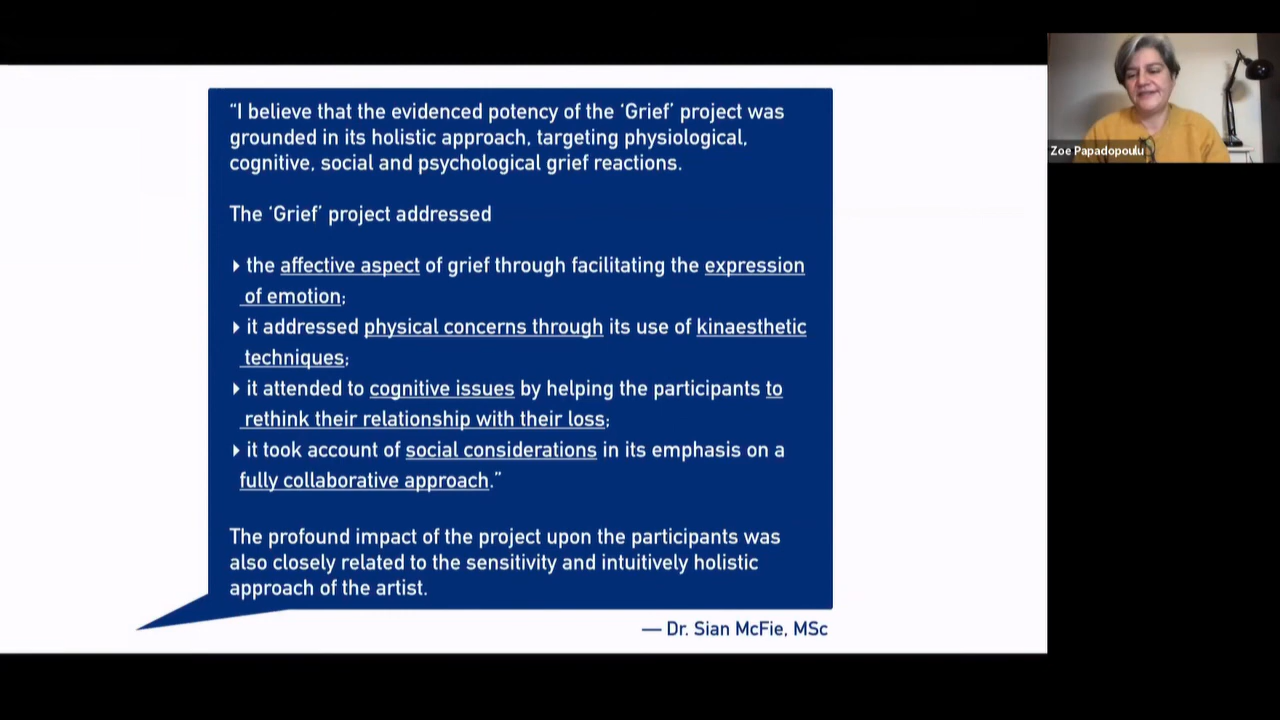 “I believe that the evidenced potency of the ‘Grief’ project was
grounded in its holistic approach, targeting physiological,
cognitive, social and psychological grief reactions.
The ‘Grief’ project addressed
the affective aspect of grief through facilitating the expression
of emotion;
it addressed physical concerns through its use of kinaesthetic
techniques;
it attended to cognitive issues by helping the participants to
rethink their relationship with their loss;
it took account of social considerations in its emphasis on a
fully collaborative approach.”
The profound impact of the project upon the participants was
also closely related to the sensitivity and intuitively holistic
approach of the artist.
— Dr. Sian McFie, MSc
Zoe Papadopoulu